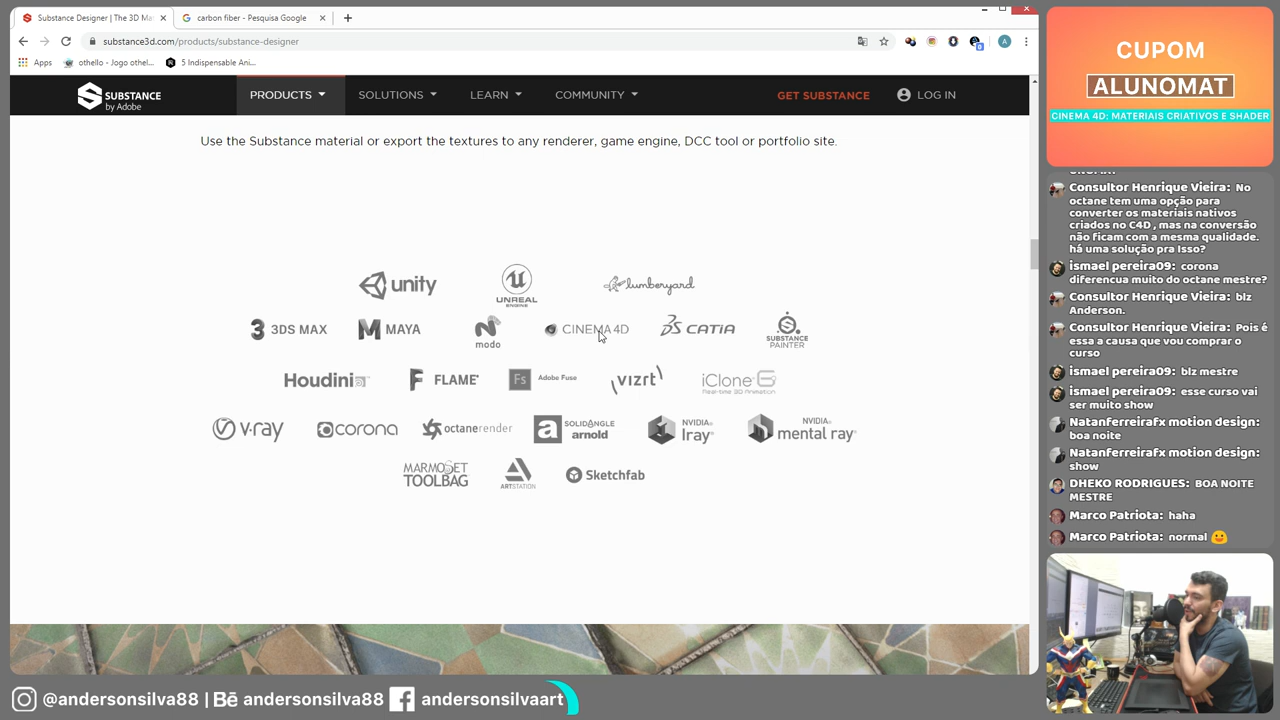 Substance Designer | The 3D Ma
carbon fiber - Pesquisa Google
substance3d.com/products/substance-designer
A
Apps
othello - Jogo othel...
5 Indispensable Ani...
SUBSTANCE
by Adobe
PRODUCTS
SOLUTIONS
LEARN
COMMUNITY
GET SUBSTANCE
LOG IN
Use the Substance material or export the textures to any renderer, game engine, DCC tool or portfolio site.
unity
UNREAL
ENGINE
lumberyard
3 3DS MAX
M MAYA
modo
CINEMA 4D
CATIA
SUBSTANCE
PAINTER
Houdini
FLAME
Fs Adobe Fuse
vizrt
iClone 6
Real-time 3D Animation
v·ray
corona
octanerender
a SOLIDANGLE
arnold
NVIDIA
Iray
NVIDIA
mental ray
MARMOSET
TOOLBAG
ARTSTATION
Sketchfab
CUPOM
ALUNOMAT
CINEMA 4D: MATERIAIS CRIATIVOS E SHADER
Consultor Henrique Vieira: No
octane tem uma opção para
converter os materiais nativos
criados no C4D , mas na conversão
não ficam com a mesma qualidade.
há uma solução pra Isso?
ismael pereira09: corona
diferencua muito do octane mestre?
Consultor Henrique Vieira: blz
Anderson.
Consultor Henrique Vieira: Pois é
essa a causa que vou comprar o
curso
ismael pereira09: blz mestre
ismael pereira09: esse curso vai
ser muito show
Natanferreirafx motion design:
boa noite
Natanferreirafx motion design:
show
DHEKO RODRIGUES: BOA NOITE
MESTRE
Marco Patriota: haha
Marco Patriota: normal 😛
@andersonsilva88 | Bē andersonsilva88 f andersonsilvaart